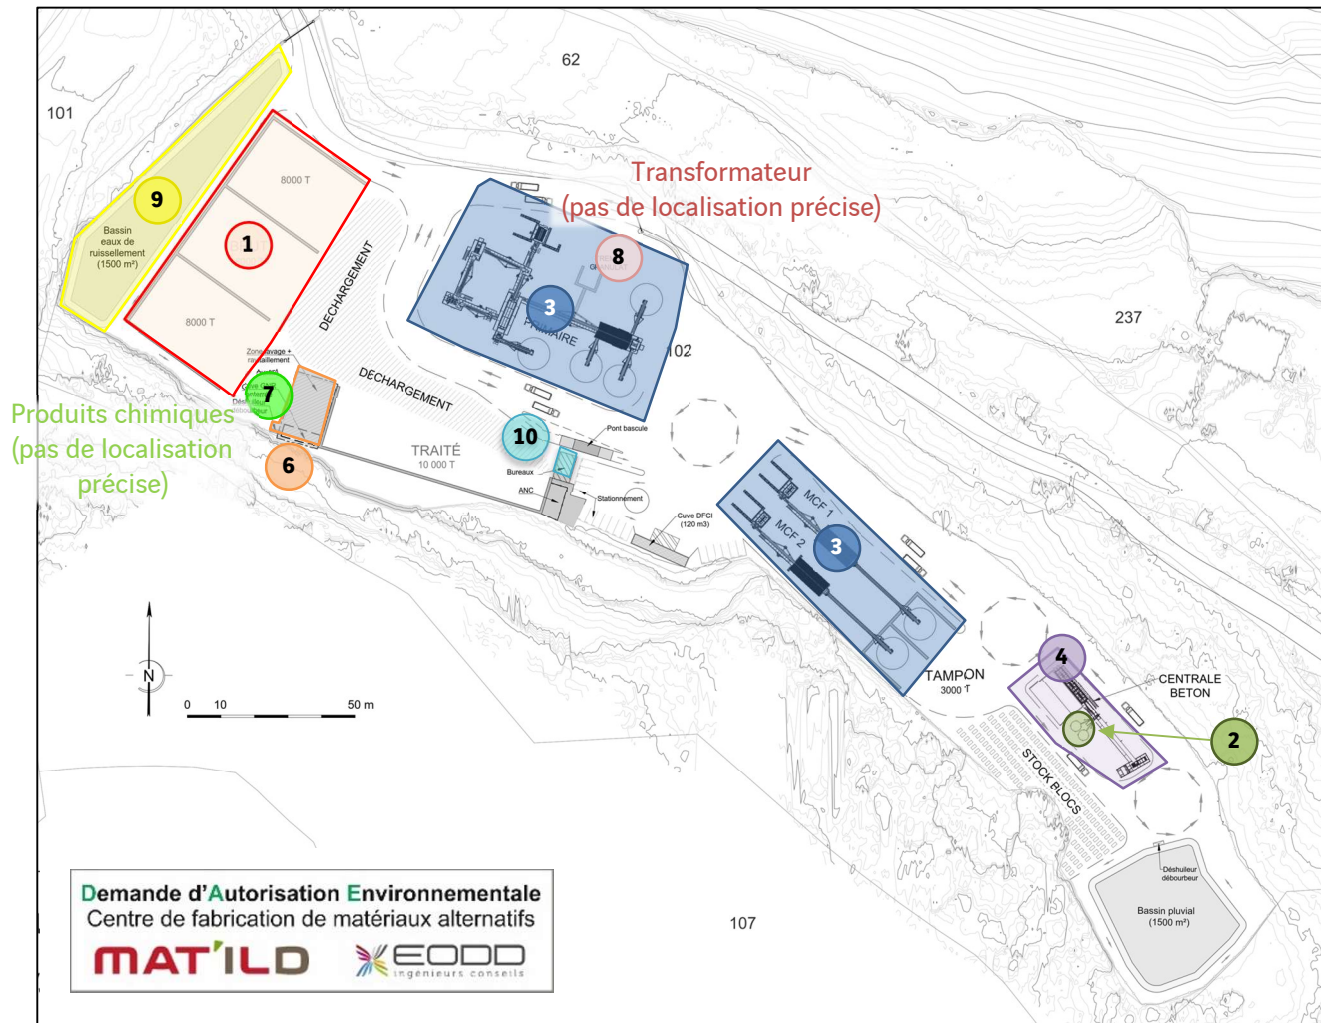 62
101
Transformateur
(pas de localisation précise)
8000 T
9
Bassin
eaux de
ruissellement
(1500 m²)
1
8
DECHARGEMENT
3
PRIMAIRE
237
8000 T
102
Zone lavage +
7
DECHARGEMENT
Produits chimiques
(pas de localisation
précise)
Pont bascule
10
TRAITÉ
10 000 T
6
Bureaux
ANC
Stationnement
Cuve DFCI
(120 m3)
MCF 1
MCF 2
3
N
0 10 50 m
4
TAMPON
3000 T
CENTRALE
BETON
2
STOCK BLOCS
Déshuileur
débourbeur
Bassin pluvial
(1500 m²)
107
Demande d'Autorisation Environnementale
Centre de fabrication de matériaux alternatifs
MAT'ILD
EODD
ingénieurs conseils